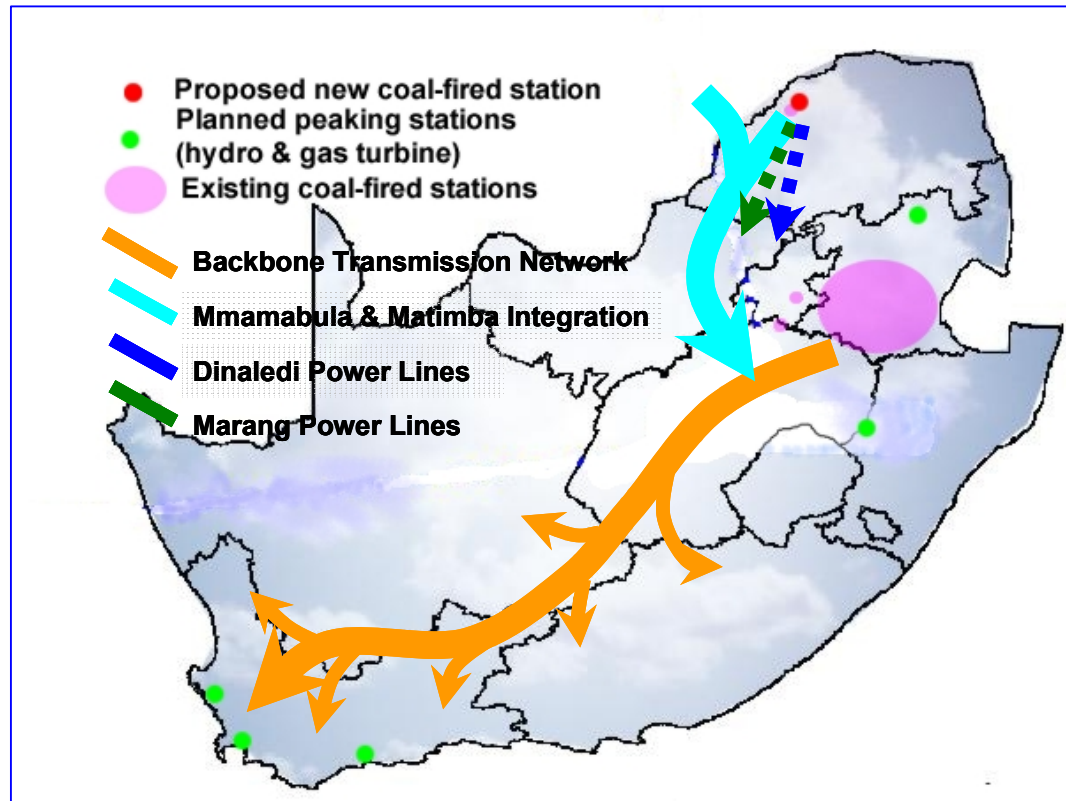 Proposed new coal-fired station
Planned peaking stations
(hydro & gas turbine)
Existing coal-fired stations
Backbone Transmission Network
Mmamabula & Matimba Integration
Dinaledi Power Lines
Marang Power Lines